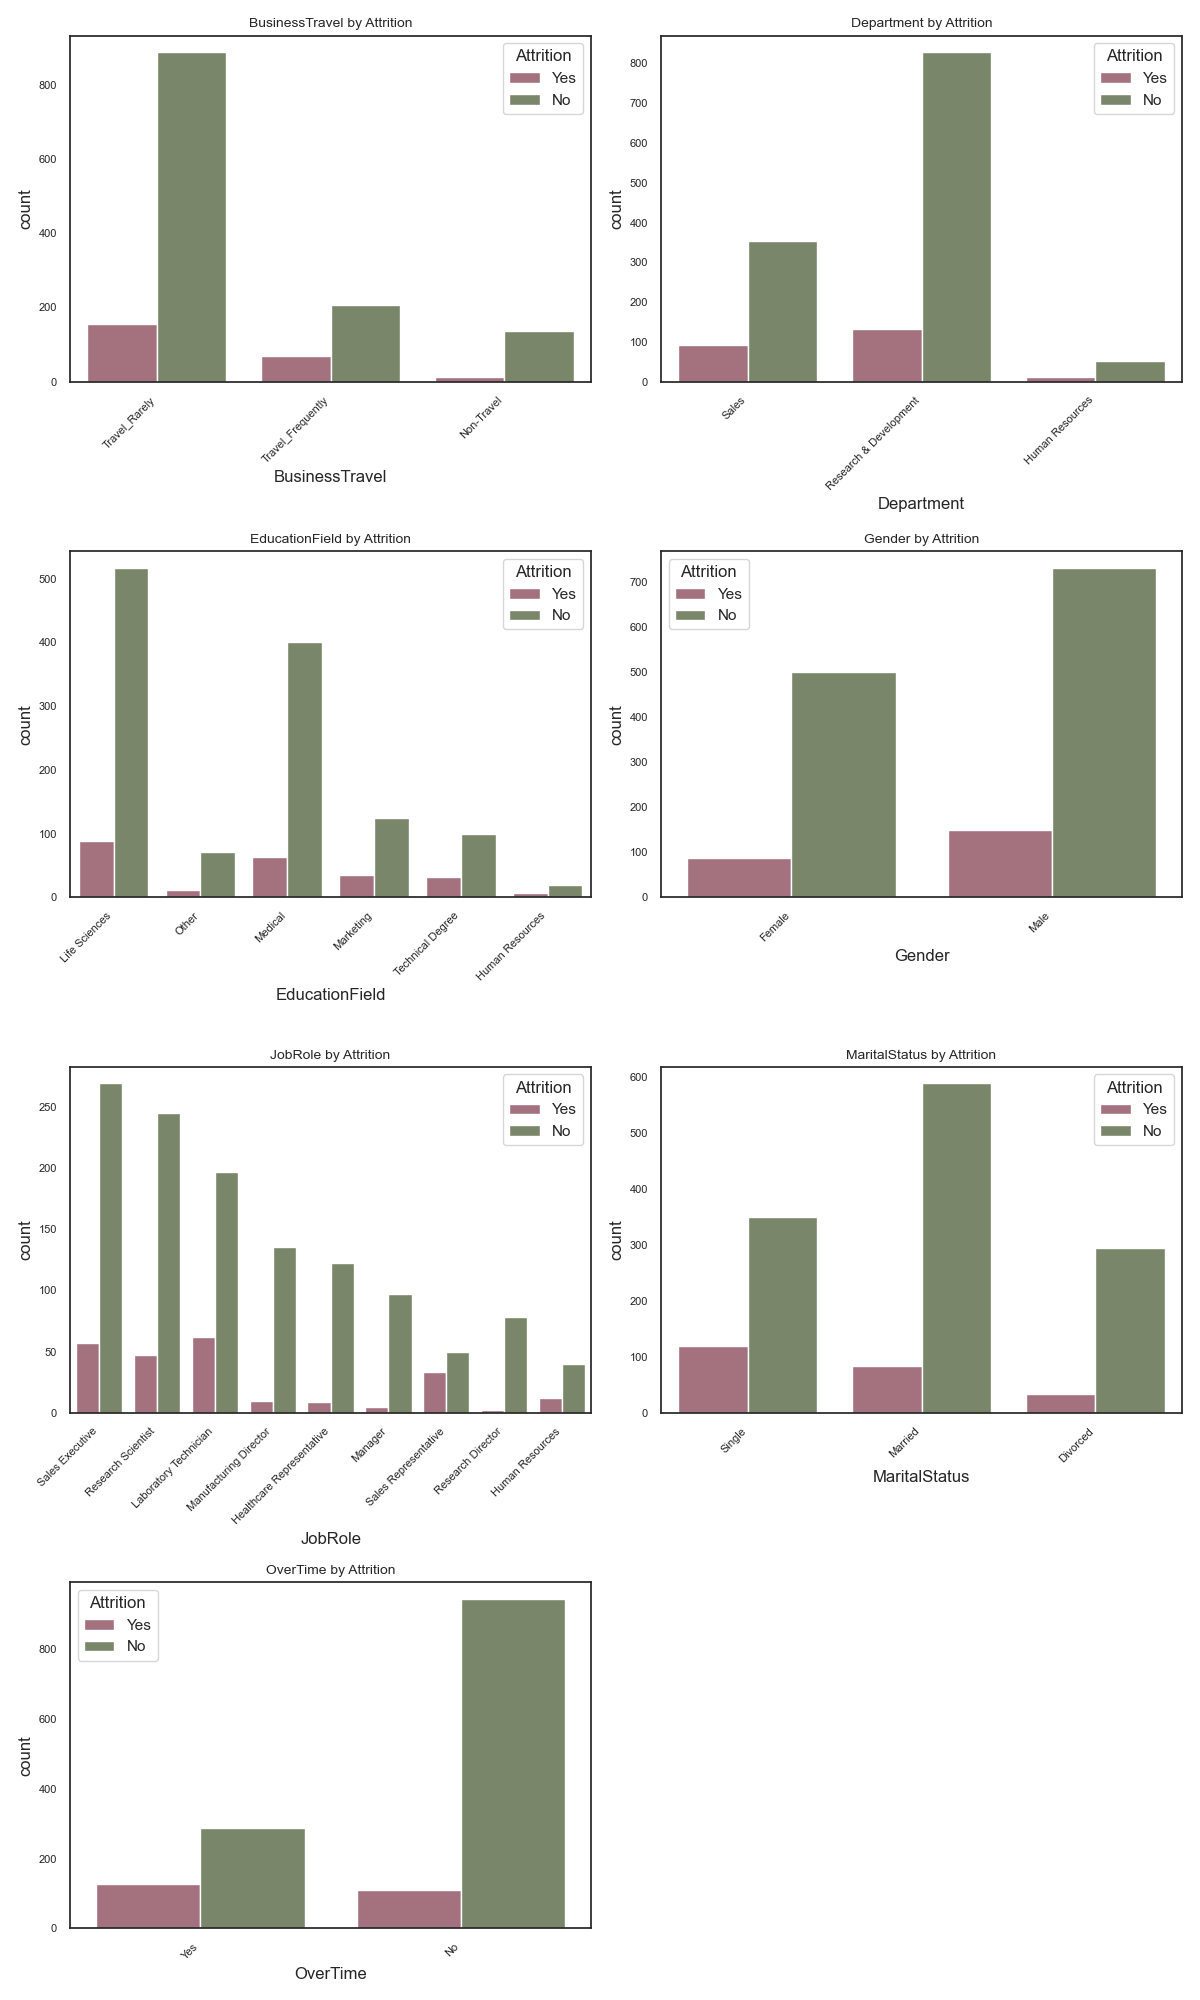 BusinessTravel by Attrition
count
800
600
400
200
0
Attrition
Yes
No
Travel_Rarely
Travel_Frequently
Non-Travel
BusinessTravel
Department by Attrition
count
800
700
600
500
400
300
200
100
0
Attrition
Yes
No
Sales
Research & Development
Human Resources
Department
EducationField by Attrition
count
500
400
300
200
100
0
Attrition
Yes
No
Life Sciences
Other
Medical
Marketing
Technical Degree
Human Resources
EducationField
Gender by Attrition
count
700
600
500
400
300
200
100
0
Attrition
Yes
No
Female
Male
Gender
JobRole by Attrition
count
250
200
150
100
50
0
Attrition
Yes
No
Sales Executive
Research Scientist
Laboratory Technician
Manufacturing Director
Healthcare Representative
Manager
Sales Representative
Research Director
Human Resources
JobRole
MaritalStatus by Attrition
count
600
500
400
300
200
100
0
Attrition
Yes
No
Single
Married
Divorced
MaritalStatus
OverTime by Attrition
count
800
600
400
200
0
Attrition
Yes
No
Yes
No
OverTime